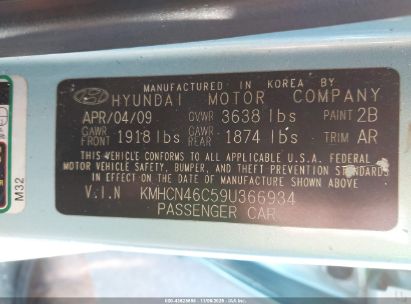 MANUFACTURED IN KOREA BY
HYUNDAI MOTOR COMPANY
APR/04/09 GVWR 3638 lbs PAINT 2B
GAWR FRONT 1918 lbs GAWR REAR 1874 lbs TRIM AR
THIS VEHICLE CONFORMS TO ALL APPLICABLE U.S.A. FEDERAL
MOTOR VEHICLE SAFETY, BUMPER, AND THEFT PREVENTION STANDARDS
IN EFFECT ON THE DATE OF MANUFACTURE SHOWN ABOVE.
V.I.N KMHCN46C59U366934
PASSENGER CAR
M32